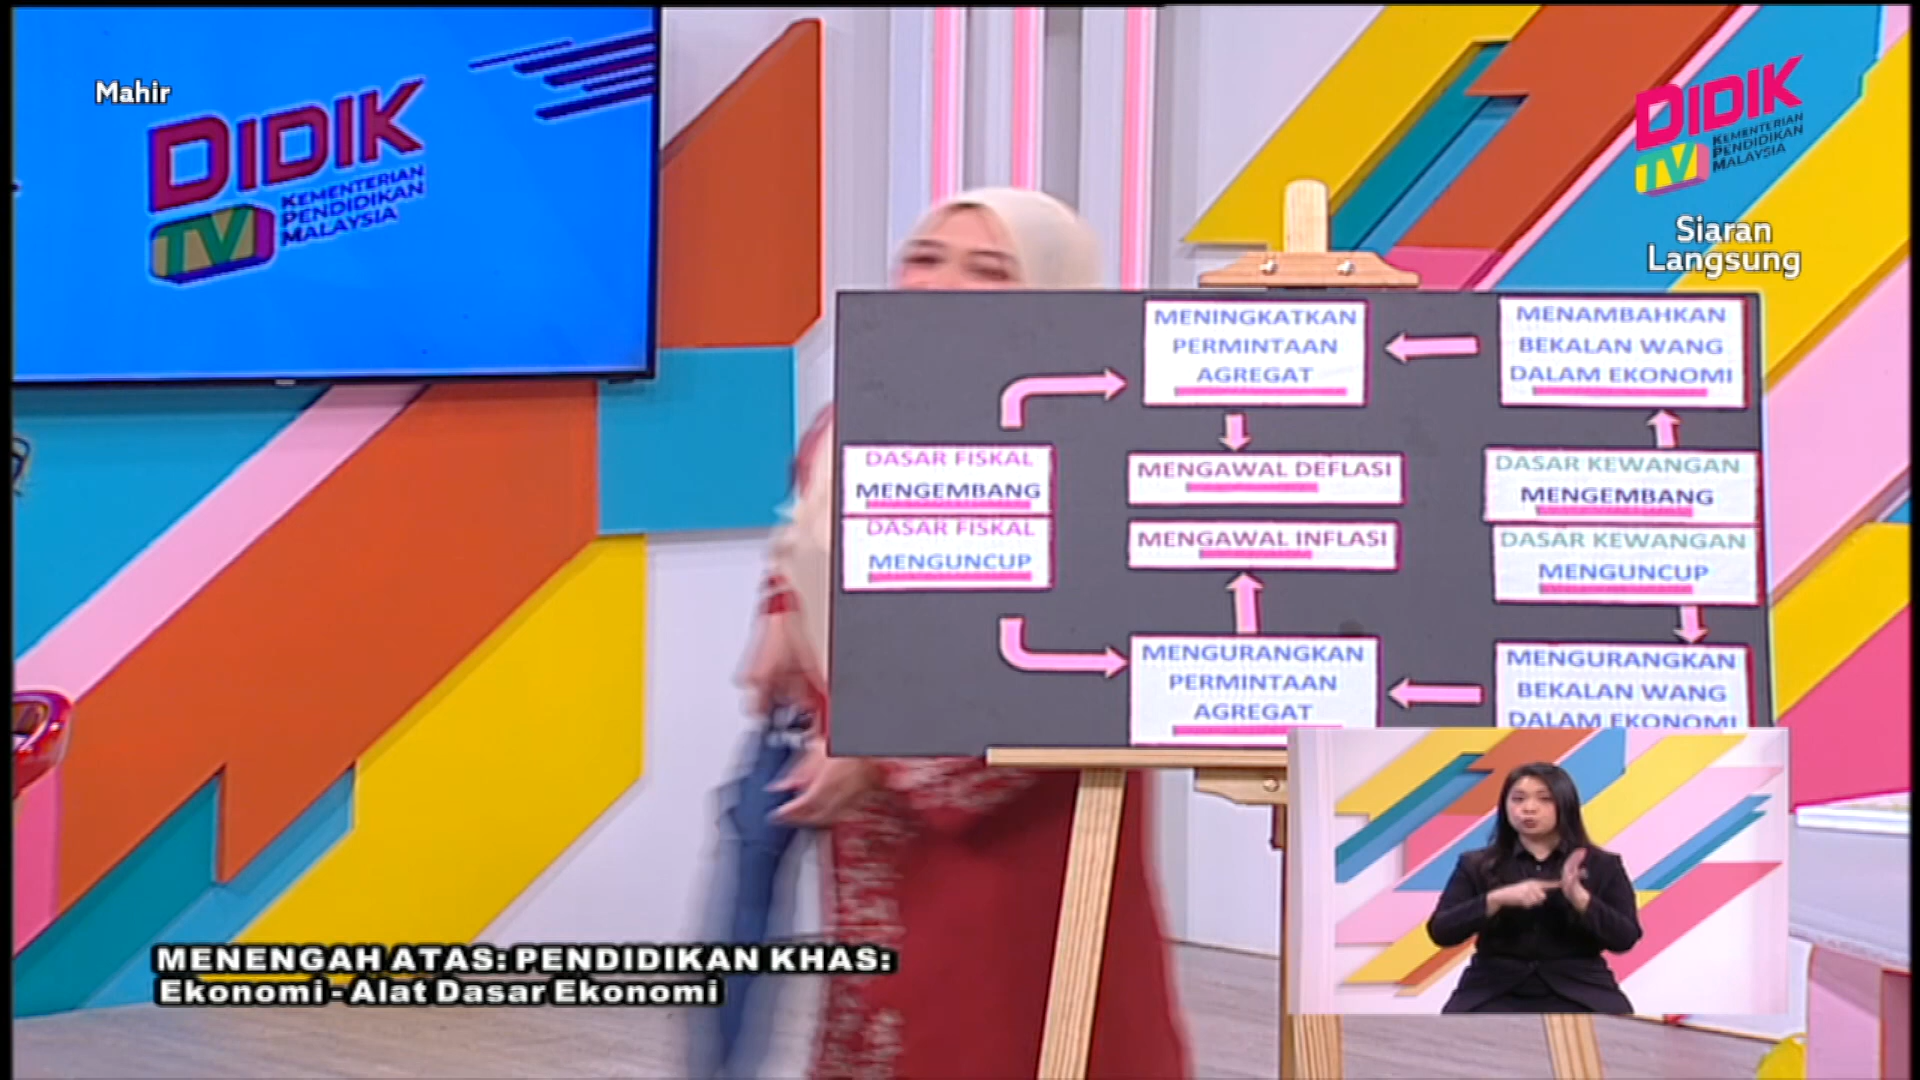 Mahir
DIDIK
TV
KEMENTERIAN
PENDIDIKAN
MALAYSIA
DIDIK
TV
KEMENTERIAN
PENDIDIKAN
MALAYSIA
Siaran
Langsung
MENINGKATKAN
PERMINTAAN
AGREGAT
MENAMBAHKAN
BEKALAN WANG
DALAM EKONOMI
DASAR FISKAL
MENGEMBANG
DASAR FISKAL
MENGUNCUP
MENGAWAL DEFLASI
MENGAWAL INFLASI
DASAR KEWANGAN
MENGEMBANG
DASAR KEWANGAN
MENGUNCUP
MENGURANGKAN
PERMINTAAN
AGREGAT
MENGURANGKAN
BEKALAN WANG
DALAM EKONOMI
MENENGAH ATAS: PENDIDIKAN KHAS:
Ekonomi - Alat Dasar Ekonomi